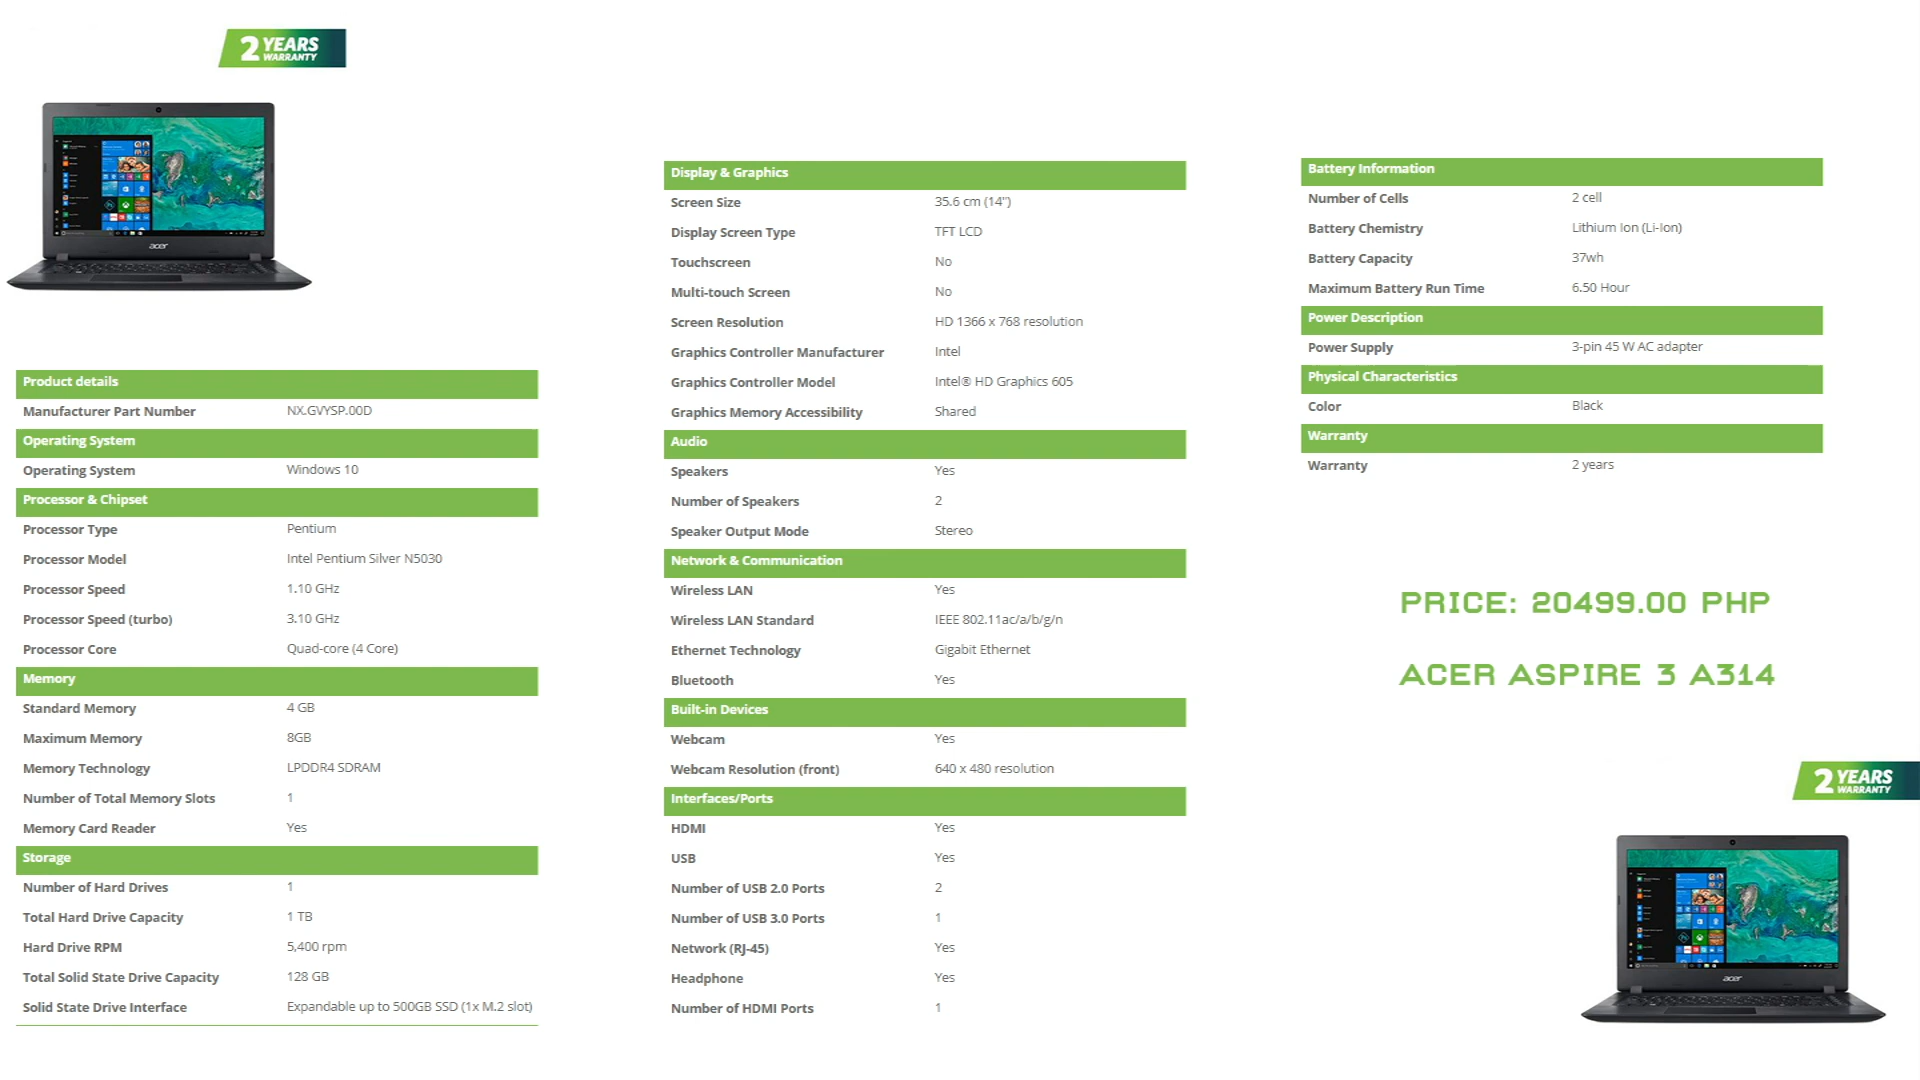 2 YEARS
WARRANTY
acer
Product details
Manufacturer Part Number NX.GVYSP.00D
Operating System
Operating System Windows 10
Processor & Chipset
Processor Type Pentium
Processor Model Intel Pentium Silver N5030
Processor Speed 1.10 GHz
Processor Speed (turbo) 3.10 GHz
Processor Core Quad-core (4 Core)
Memory
Standard Memory 4 GB
Maximum Memory 8GB
Memory Technology LPDDR4 SDRAM
Number of Total Memory Slots 1
Memory Card Reader Yes
Storage
Number of Hard Drives 1
Total Hard Drive Capacity 1 TB
Hard Drive RPM 5,400 rpm
Total Solid State Drive Capacity 128 GB
Solid State Drive Interface Expandable up to 500GB SSD (1x M.2 slot)
Display & Graphics
Screen Size 35.6 cm (14")
Display Screen Type TFT LCD
Touchscreen No
Multi-touch Screen No
Screen Resolution HD 1366 x 768 resolution
Graphics Controller Manufacturer Intel
Graphics Controller Model Intel® HD Graphics 605
Graphics Memory Accessibility Shared
Audio
Speakers Yes
Number of Speakers 2
Speaker Output Mode Stereo
Network & Communication
Wireless LAN Yes
Wireless LAN Standard IEEE 802.11ac/a/b/g/n
Ethernet Technology Gigabit Ethernet
Bluetooth Yes
Built-in Devices
Webcam Yes
Webcam Resolution (front) 640 x 480 resolution
Interfaces/Ports
HDMI Yes
USB Yes
Number of USB 2.0 Ports 2
Number of USB 3.0 Ports 1
Network (RJ-45) Yes
Headphone Yes
Number of HDMI Ports 1
Battery Information
Number of Cells 2 cell
Battery Chemistry Lithium Ion (Li-Ion)
Battery Capacity 37wh
Maximum Battery Run Time 6.50 Hour
Power Description
Power Supply 3-pin 45 W AC adapter
Physical Characteristics
Color Black
Warranty
Warranty 2 years
PRICE: 20499.00 PHP
ACER ASPIRE 3 A314
2 YEARS
WARRANTY
acer